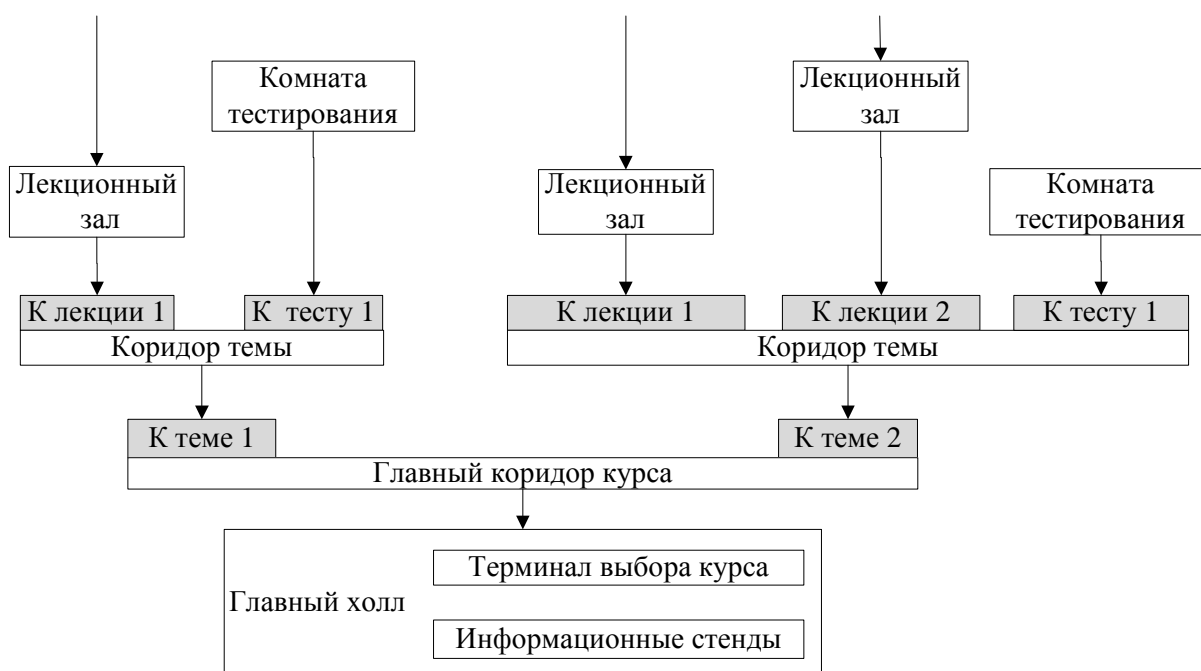 Комната
тестирования
Лекционный
зал
Лекционный
зал
Лекционный
зал
Комната
тестирования
К лекции 1
К тесту 1
К лекции 1
К лекции 2
К тесту 1
Коридор темы
Коридор темы
К теме 1
К теме 2
Главный коридор курса
Терминал выбора курса
Главный холл
Информационные стенды